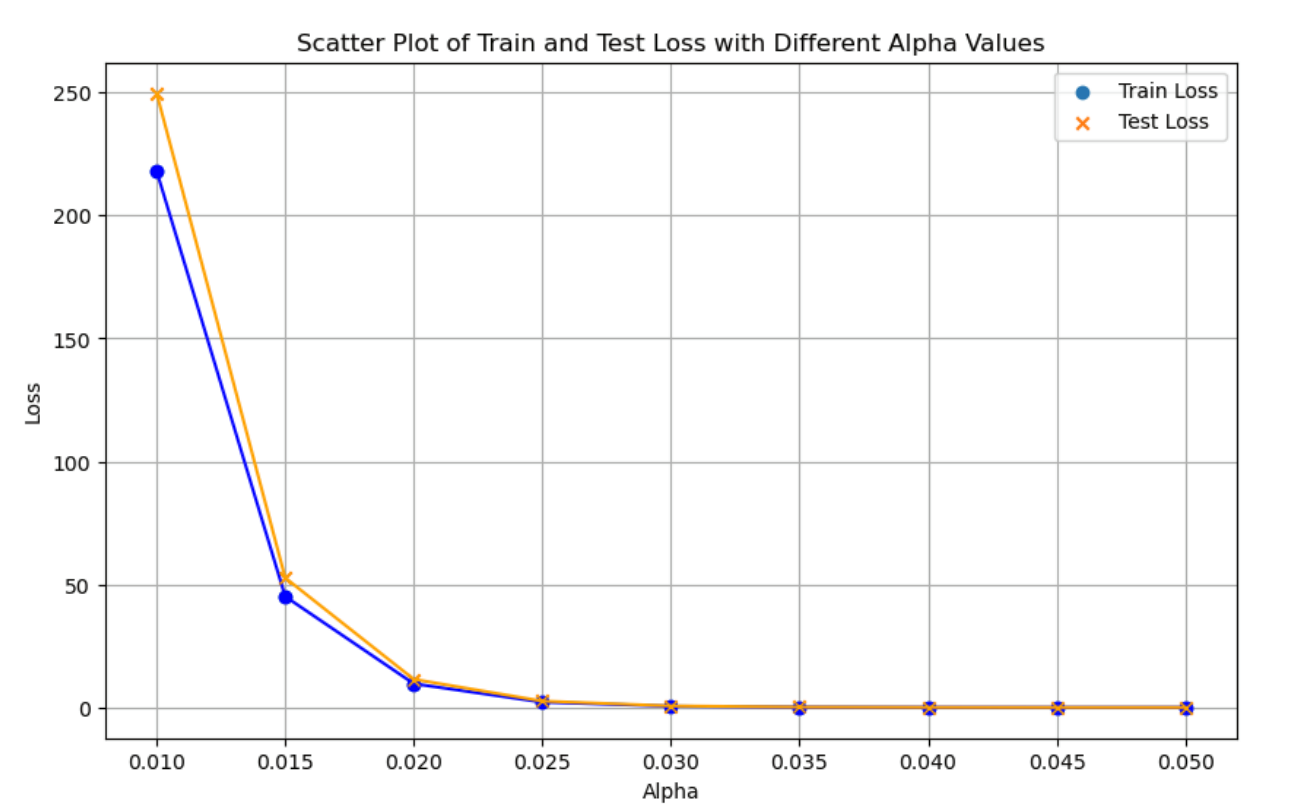 Scatter Plot of Train and Test Loss with Different Alpha Values
Train Loss
Test Loss
250
200
150
100
50
0
Loss
0.010 0.015 0.020 0.025 0.030 0.035 0.040 0.045 0.050
Alpha